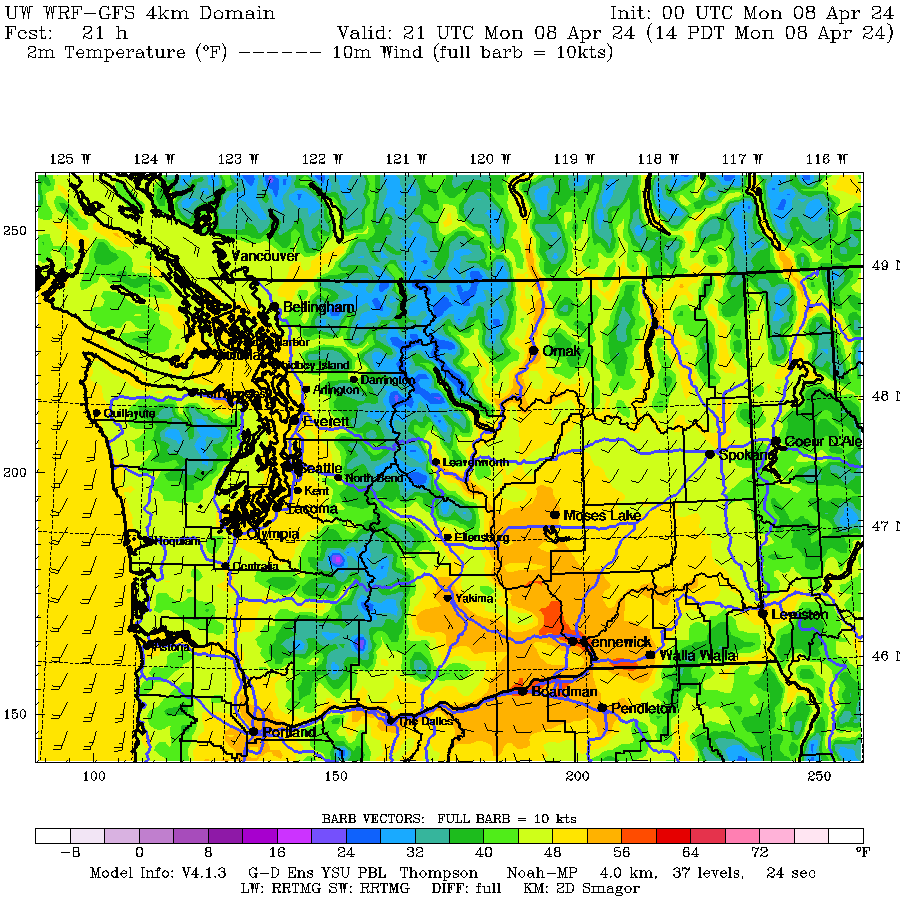 UW WRF-GFS 4km Domain Init: 00 UTC Mon 08 Apr 24
Fcst: 21 h Valid: 21 UTC Mon 08 Apr 24 (14 PDT Mon 08 Apr 24)
2m Temperature (°F) ------ 10m Wind (full barb = 10kts)
125 W 124 W 123 W 122 W 121 W 120 W 119 W 118 W 117 W 116 W
250
Vancouver
49 N
Bellingham
Harbor
Omak
Whidbey Island
Darrington
Arlington
48 N
Quillayute
Everett
Coeur D'Ale
Spokane
Leavenworth
200
Seattle
North Bend
Kent
Tacoma
Moses Lake
47 N
Olympia
Ellensburg
Hoquiam
Centralia
Yakima
Lewiston
Kennewick
Astoria
Walla Walla
46 N
Boardman
Pendleton
150
The Dalles
Portland
100 150 200 250
BARB VECTORS: FULL BARB = 10 kts
-8 0 8 16 24 32 40 48 56 64 72 °F
Model Info: V4.1.3 G-D Ens YSU PBL Thompson Noah-MP 4.0 km, 37 levels, 24 sec
LW: RRTMG SW: RRTMG DIFF: full KM: 2D Smagor